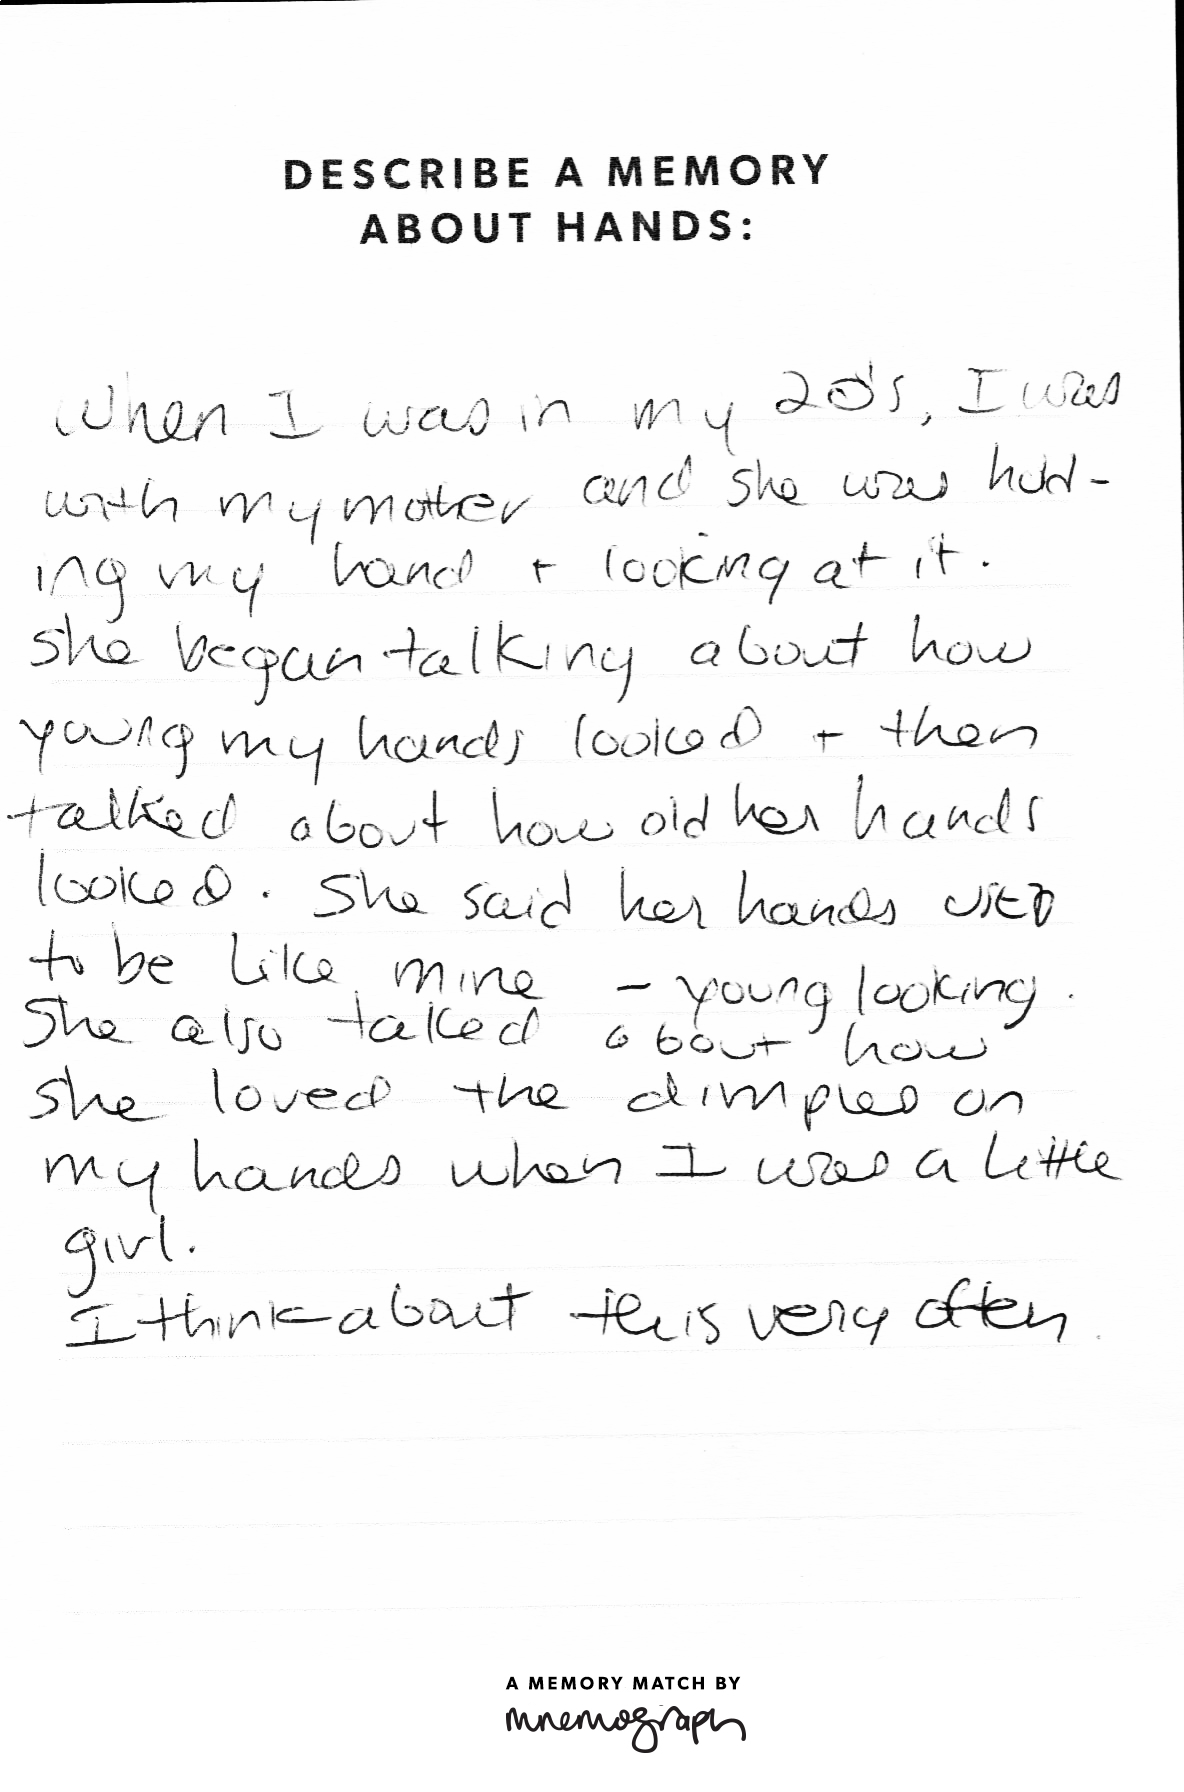 DESCRIBE A MEMORY
ABOUT HANDS:
When I was in my 20's, I was
with my mother and she was hold-
ing my hand + looking at it.
She began talking about how
young my hands looked + then
talked about how old her hands
looked. She said her hands used
to be like mine - young looking.
She also talked about how
she loved the dimples on
my hands when I was a little
girl.
I think about this very often.
A MEMORY MATCH BY
mnemograph